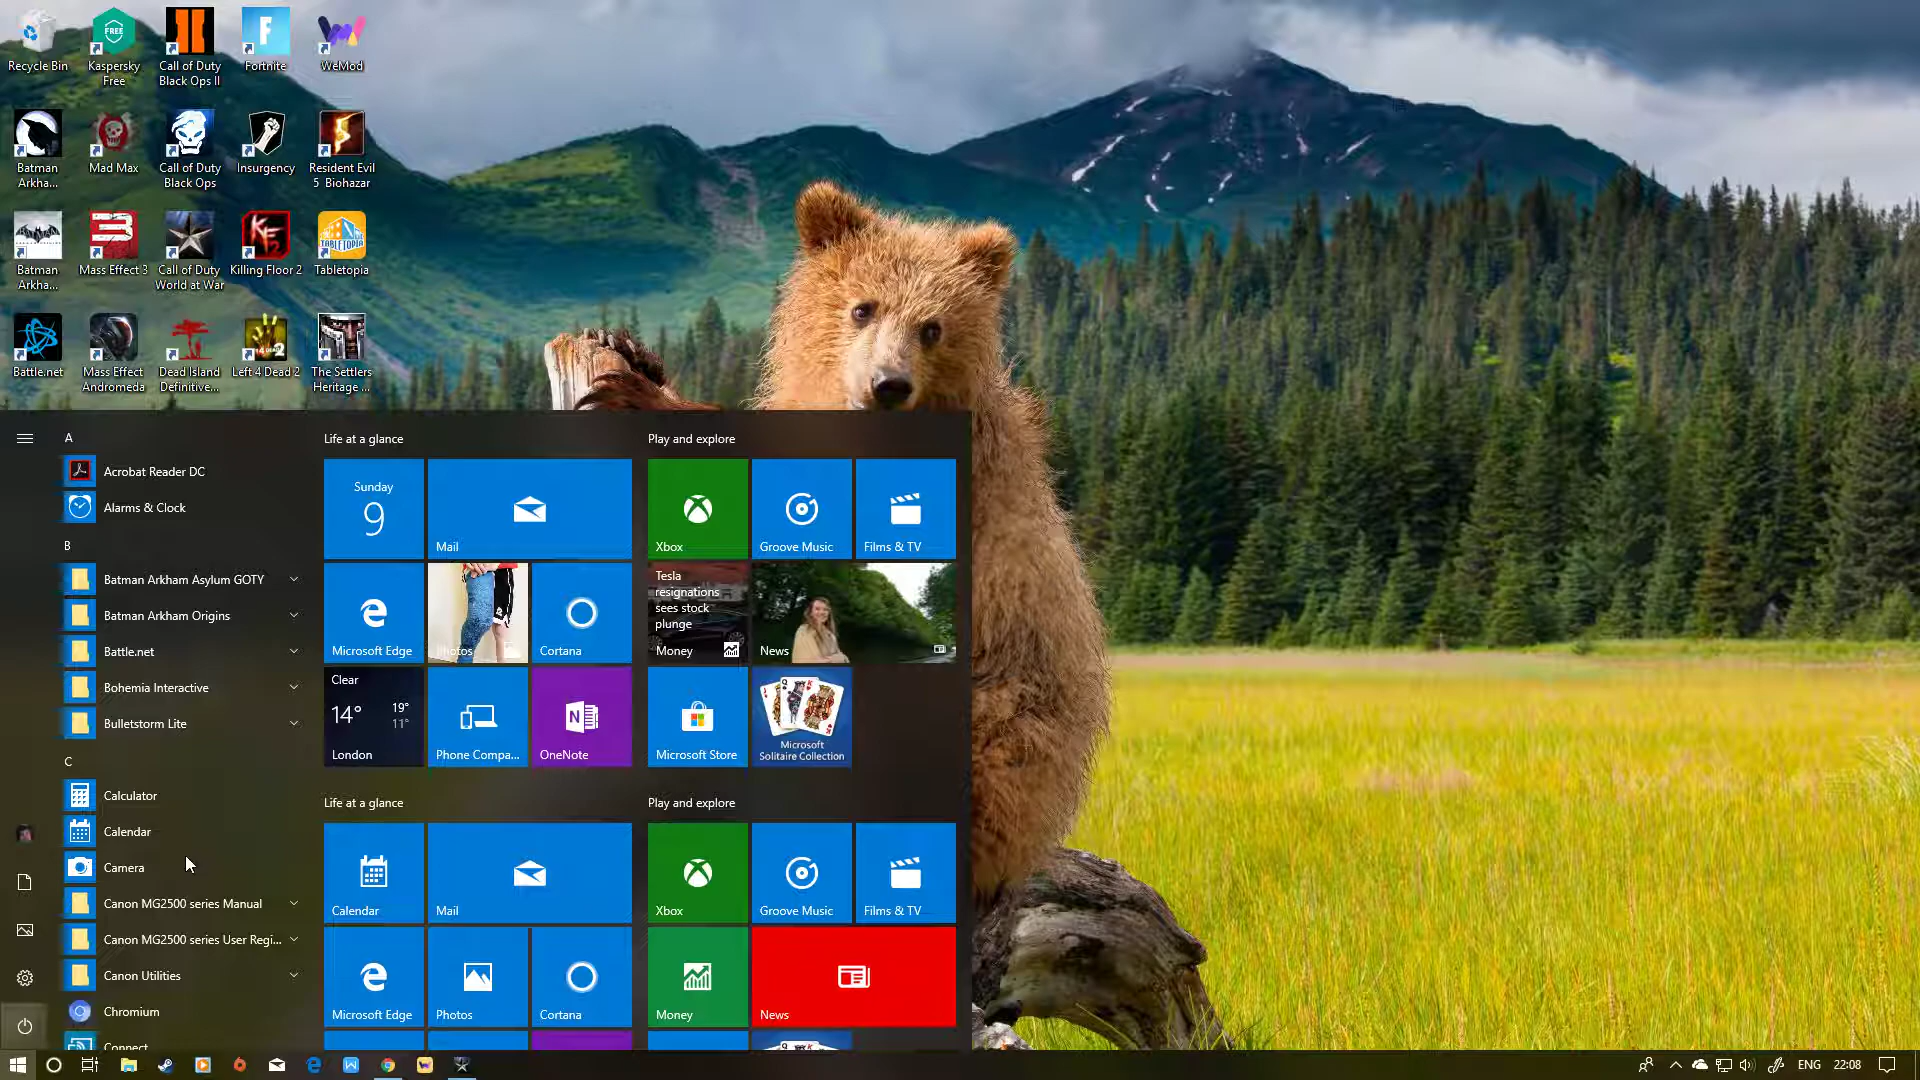 Recycle Bin
Kaspersky
Free
FREE
Call of Duty
Black Ops II
Fortnite
F
WeMod
Batman
Arkha...
Mad Max
Call of Duty
Black Ops
Insurgency
Resident Evil
5 Biohazar
Batman
Arkha...
Mass Effect 3
3
Call of Duty
World at War
Killing Floor 2
KF
TABLETOPIA
Tabletopia
Battle.net
Mass Effect
Andromeda
Dead Island
Definitive...
Left 4 Dead 2
The Settlers
Heritage ...
A
Acrobat Reader DC
Alarms & Clock
B
Batman Arkham Asylum GOTY
Batman Arkham Origins
Battle.net
Bohemia Interactive
Bulletstorm Lite
C
Calculator
Calendar
Camera
Canon MG2500 series Manual
Canon MG2500 series User Regi...
Canon Utilities
Chromium
Connect
Life at a glance
Sunday
9
Mail
Microsoft Edge
Photos
Cortana
Clear
14° 19°
11°
London
Phone Compa...
N
OneNote
Play and explore
Xbox
Groove Music
Films & TV
Tesla
resignations
sees stock
plunge
Money
News
Microsoft Store
Microsoft
Solitaire Collection
Life at a glance
Calendar
Mail
Microsoft Edge
Photos
Cortana
Play and explore
Xbox
Groove Music
Films & TV
Money
News
ENG
22:08